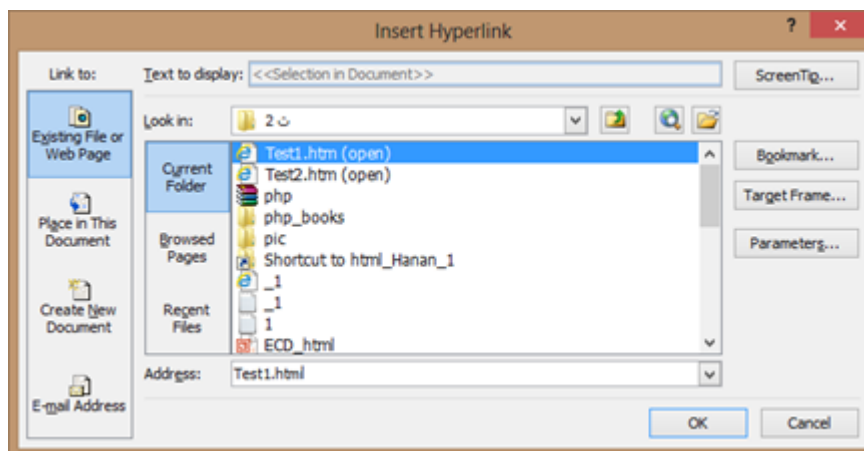 Insert Hyperlink
? ×
Link to:
Text to display: <<Selection in Document>>
ScreenTip...
Existing File or
Web Page
Place in This
Document
Create New
Document
E-mail Address
Look in:
ت 2
Current
Folder
Browsed
Pages
Recent
Files
Test1.htm (open)
Test2.htm (open)
php
php_books
pic
Shortcut to html_Hanan_1
_1
_1
1
ECD_html
Bookmark...
Target Frame...
Parameters...
Address:
Test1.html
OK
Cancel